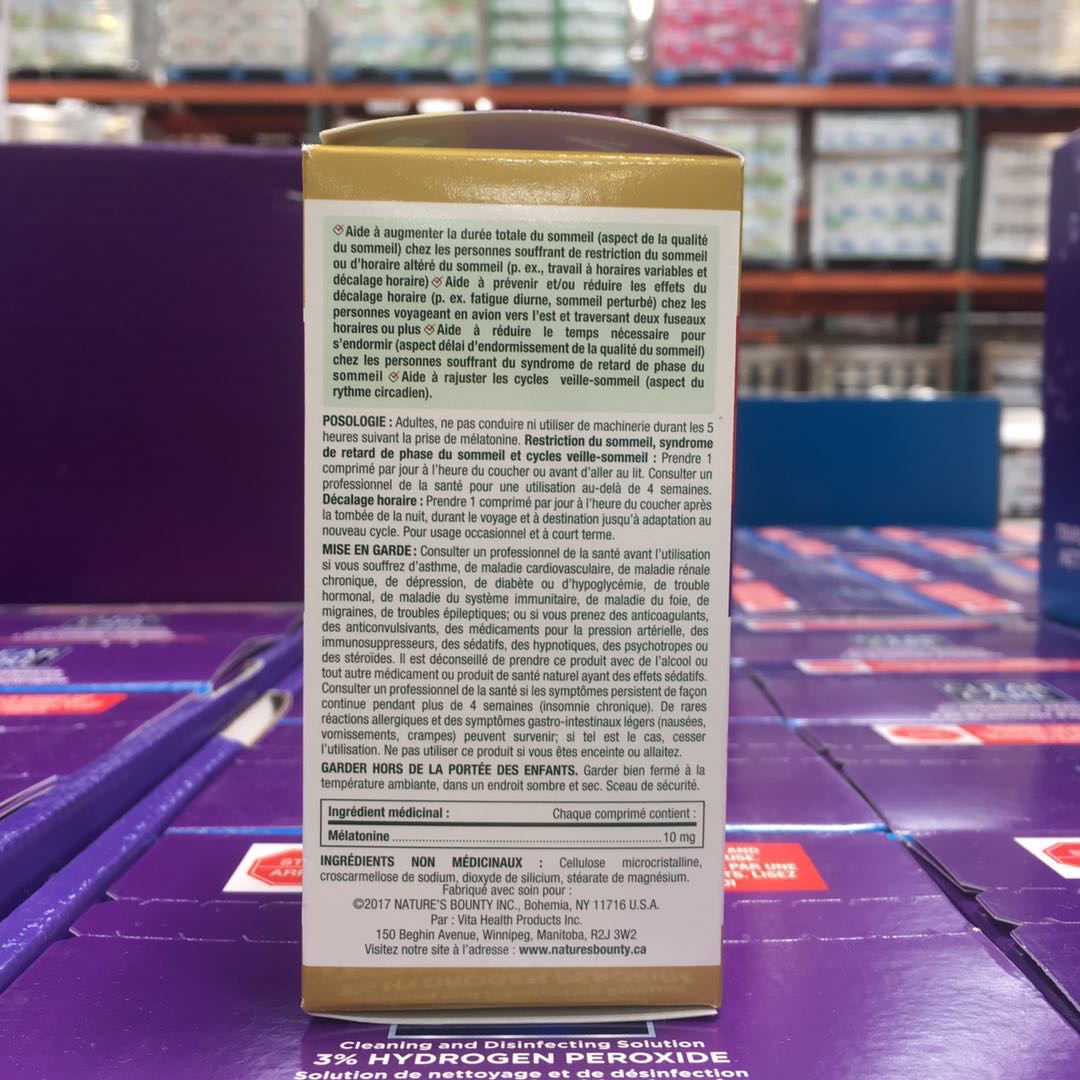 Aide à augmenter la durée totale du sommeil (aspect de la qualité
du sommeil) chez les personnes souffrant de restriction du sommeil
ou d'horaire altéré du sommeil (p. ex., travail à horaires variables et
décalage horaire) Aide à prévenir et/ou réduire les effets du
décalage horaire (p. ex. fatigue diurne, sommeil perturbé) chez les
personnes voyageant en avion vers l'est et traversant deux fuseaux
horaires ou plus Aide à réduire le temps nécessaire pour
s'endormir (aspect délai d'endormissement de la qualité du sommeil)
chez les personnes souffrant du syndrome de retard de phase du
sommeil Aide à rajuster les cycles veille-sommeil (aspect du
rythme circadien).
POSOLOGIE : Adultes, ne pas conduire ni utiliser de machinerie durant les 5
heures suivant la prise de mélatonine. Restriction du sommeil, syndrome
de retard de phase du sommeil et cycles veille-sommeil : Prendre 1
comprimé par jour à l'heure du coucher ou avant d'aller au lit. Consulter un
professionnel de la santé pour une utilisation au-delà de 4 semaines.
Décalage horaire : Prendre 1 comprimé par jour à l'heure du coucher après
la tombée de la nuit, durant le voyage et à destination jusqu'à adaptation au
nouveau cycle. Pour usage occasionnel et à court terme.
MISE EN GARDE : Consulter un professionnel de la santé avant l'utilisation
si vous souffrez d'asthme, de maladie cardiovasculaire, de maladie rénale
chronique, de dépression, de diabète ou d'hypoglycémie, de trouble
hormonal, de maladie du système immunitaire, de maladie du foie, de
migraines, de troubles épileptiques; ou si vous prenez des anticoagulants,
des anticonvulsivants, des médicaments pour la pression artérielle, des
immunosuppresseurs, des sédatifs, des hypnotiques, des psychotropes ou
des stéroïdes. Il est déconseillé de prendre ce produit avec de l'alcool ou
tout autre médicament ou produit de santé naturel ayant des effets sédatifs.
Consulter un professionnel de la santé si les symptômes persistent de façon
continue pendant plus de 4 semaines (insomnie chronique). De rares
réactions allergiques et des symptômes gastro-intestinaux légers (nausées,
vomissements, crampes) peuvent survenir; si tel est le cas, cesser
l'utilisation. Ne pas utiliser ce produit si vous êtes enceinte ou allaitez.
GARDER HORS DE LA PORTÉE DES ENFANTS. Garder bien fermé à la
température ambiante, dans un endroit sombre et sec. Sceau de sécurité.
Ingrédient médicinal : Chaque comprimé contient :
Mélatonine 10 mg
INGRÉDIENTS NON MÉDICINAUX : Cellulose microcristalline,
croscarmellose de sodium, dioxyde de silicium, stéarate de magnésium.
Fabriqué avec soin pour :
©2017 NATURE'S BOUNTY INC., Bohemia, NY 11716 U.S.A.
Par : Vita Health Products Inc.
150 Beghin Avenue, Winnipeg, Manitoba, R2J 3W2
Visitez notre site à l'adresse : www.naturesbounty.ca
AND
USE.
PAR UNE
LISEZ
Cleaning and Disinfecting Solution
3% HYDROGEN PEROXIDE
Solution de nettoyage et de désinfection